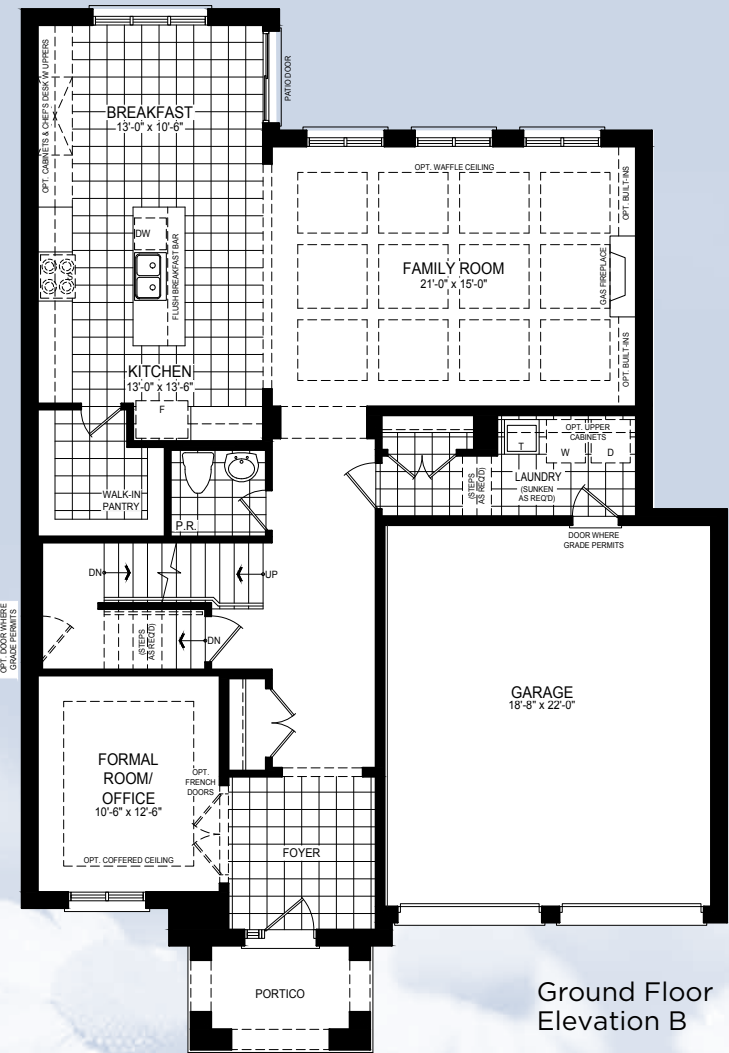 PATIO DOOR
OPT. CABINETS & CHEF'S DESK W/ UPPERS
BREAKFAST
13'-0" x 10'-6"
DW
FLUSH BREAKFAST BAR
KITCHEN
13'-0" x 13'-6"
F
OPT. WAFFLE CEILING
FAMILY ROOM
21'-0" x 15'-0"
OPT. BUILT-INS
GAS FIREPLACE
OPT. BUILT-INS
WALK-IN
PANTRY
P.R.
OPT. UPPER
CABINETS
T
W
D
LAUNDRY
(SUNKEN
AS REQ'D)
(STEPS
AS REQ'D)
DOOR WHERE
GRADE PERMITS
DN
UP
OPT. DOOR WHERE
GRADE PERMITS
(STEPS
AS REQ'D)
DN
GARAGE
18'-8" x 22'-0"
FORMAL
ROOM/
OFFICE
10'-6" x 12'-6"
OPT.
FRENCH
DOORS
OPT. COFFERED CEILING
FOYER
PORTICO
Ground Floor
Elevation B